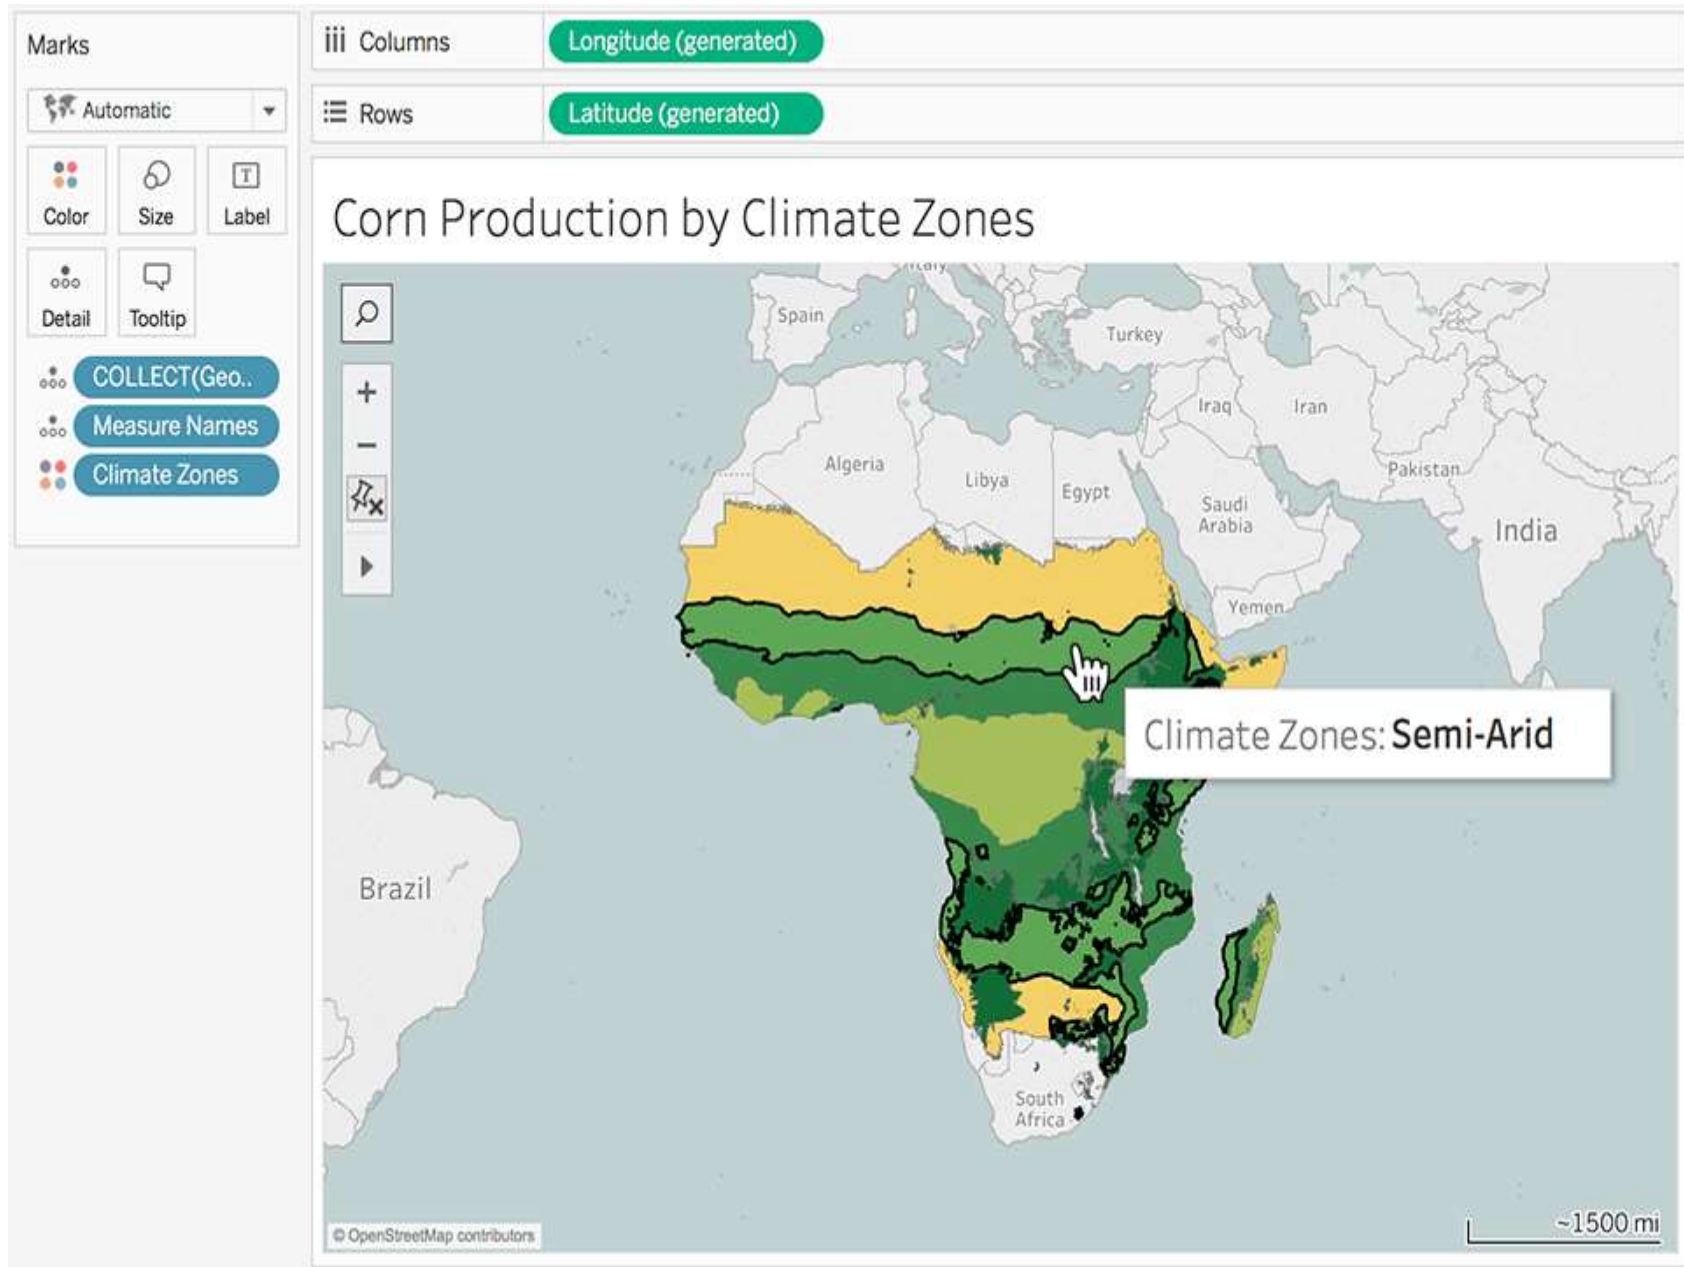 Marks
Automatic
Color
Size
Label
Detail
Tooltip
COLLECT(Geo..
Measure Names
Climate Zones
Columns
Longitude (generated)
Rows
Latitude (generated)
Corn Production by Climate Zones
Italy
Spain
Turkey
Iraq
Iran
Algeria
Libya
Egypt
Pakistan
Saudi
Arabia
India
Yemen
Climate Zones: Semi-Arid
Brazil
South
Africa
© OpenStreetMap contributors
~1500 mi